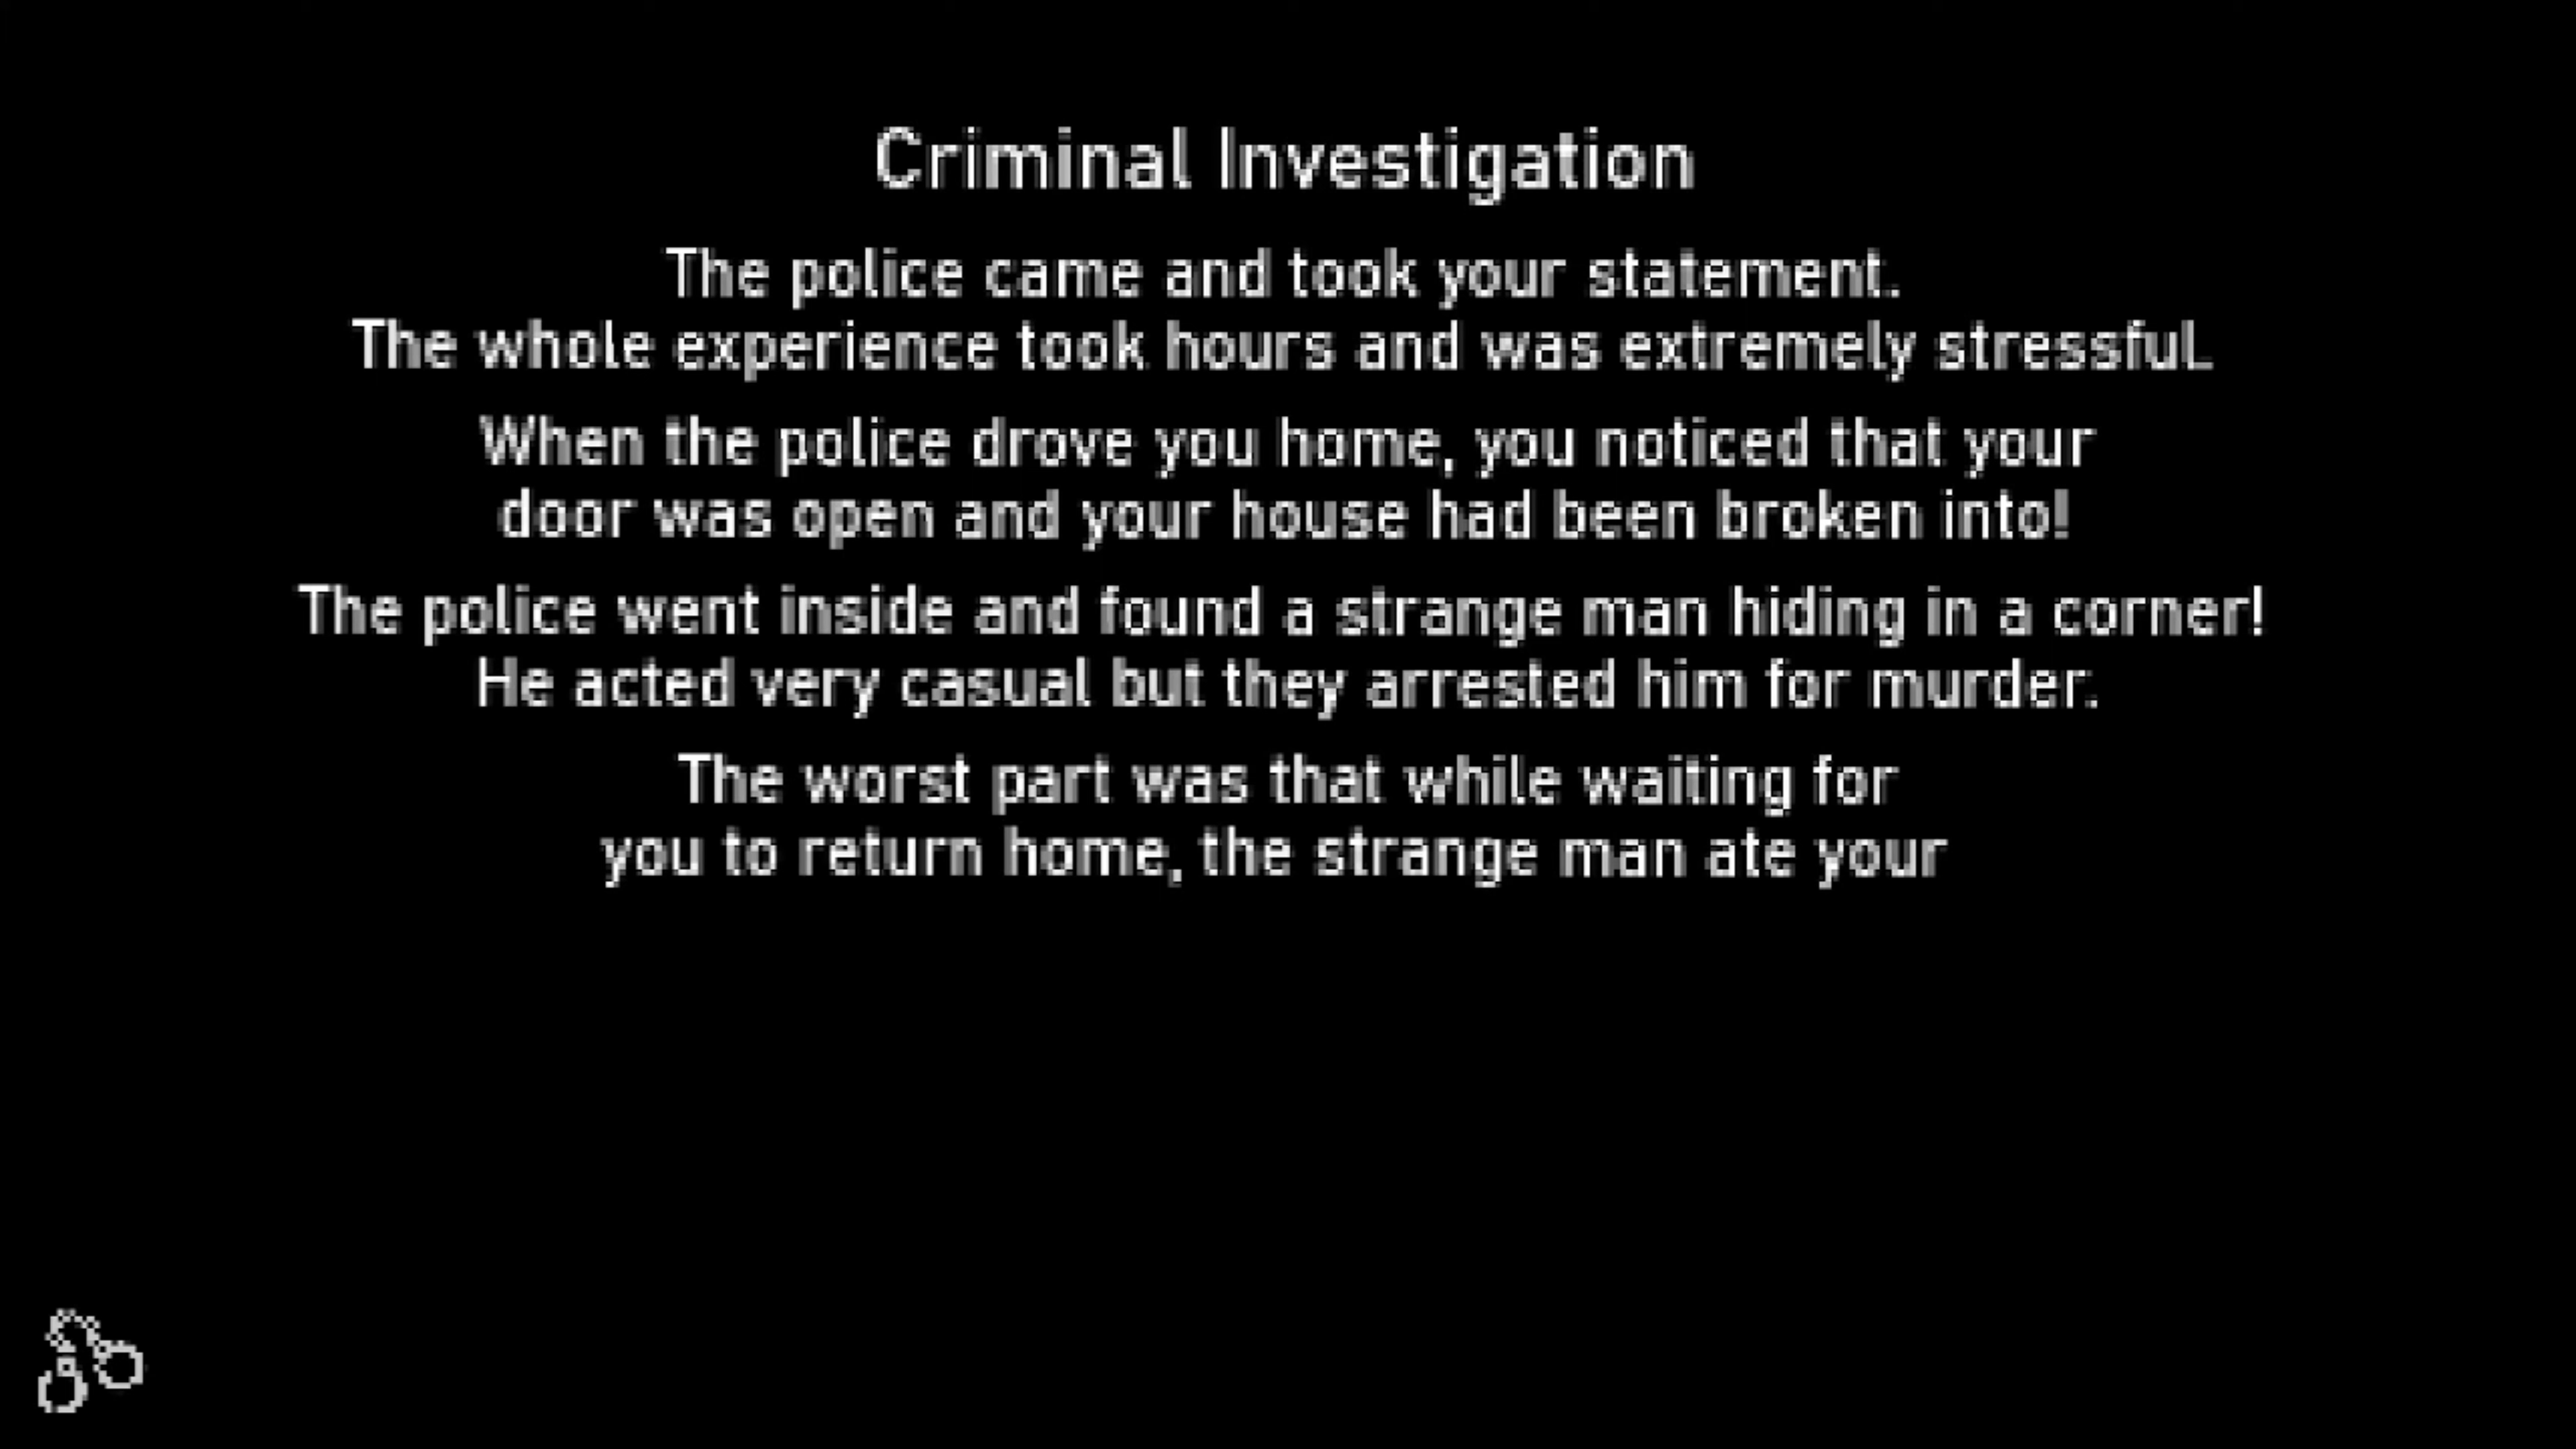 Criminal Investigation
The police came and took your statement.
The whole experience took hours and was extremely stressful.
When the police drove you home, you noticed that your
door was open and your house had been broken into!
The police went inside and found a strange man hiding in a corner!
He acted very casual but they arrested him for murder.
The worst part was that while waiting for
you to return home, the strange man ate your